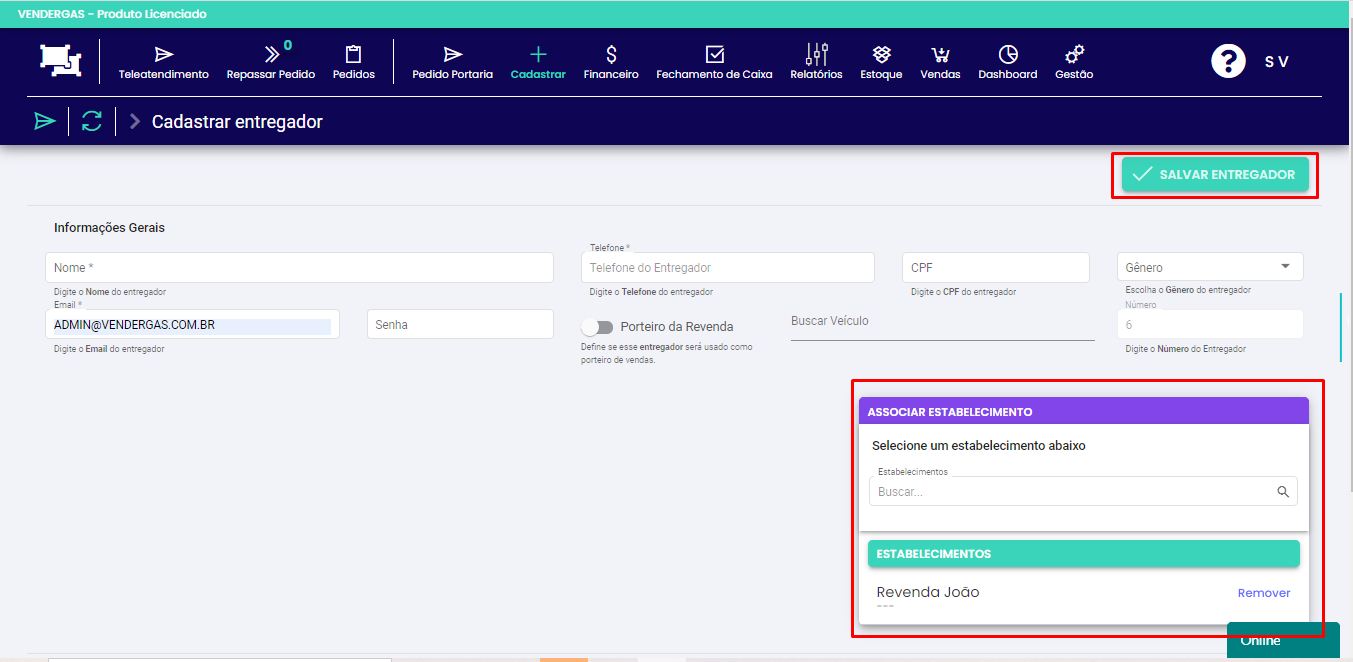 VENDERGAS - Produto Licenciado
0
Teleatendimento Repassar Pedido Pedidos Pedido Portaria Cadastrar Financeiro Fechamento de Caixa Relatórios Estoque Vendas Dashboard Gestão
? S V
Cadastrar entregador
SALVAR ENTREGADOR
Informações Gerais
Nome *
Digite o Nome do entregador
Telefone *
Telefone do Entregador
Digite o Telefone do entregador
CPF
Digite o CPF do entregador
Gênero
Escolha o Gênero do entregador
Email *
ADMIN@VENDERGAS.COM.BR
Digite o Email do entregador
Senha
Porteiro da Revenda
Define se esse entregador será usado como
porteiro de vendas.
Buscar Veículo
Número
6
Digite o Número do Entregador
ASSOCIAR ESTABELECIMENTO
Selecione um estabelecimento abaixo
Estabelecimentos
Buscar...
ESTABELECIMENTOS
Revenda João Remover
---
Online